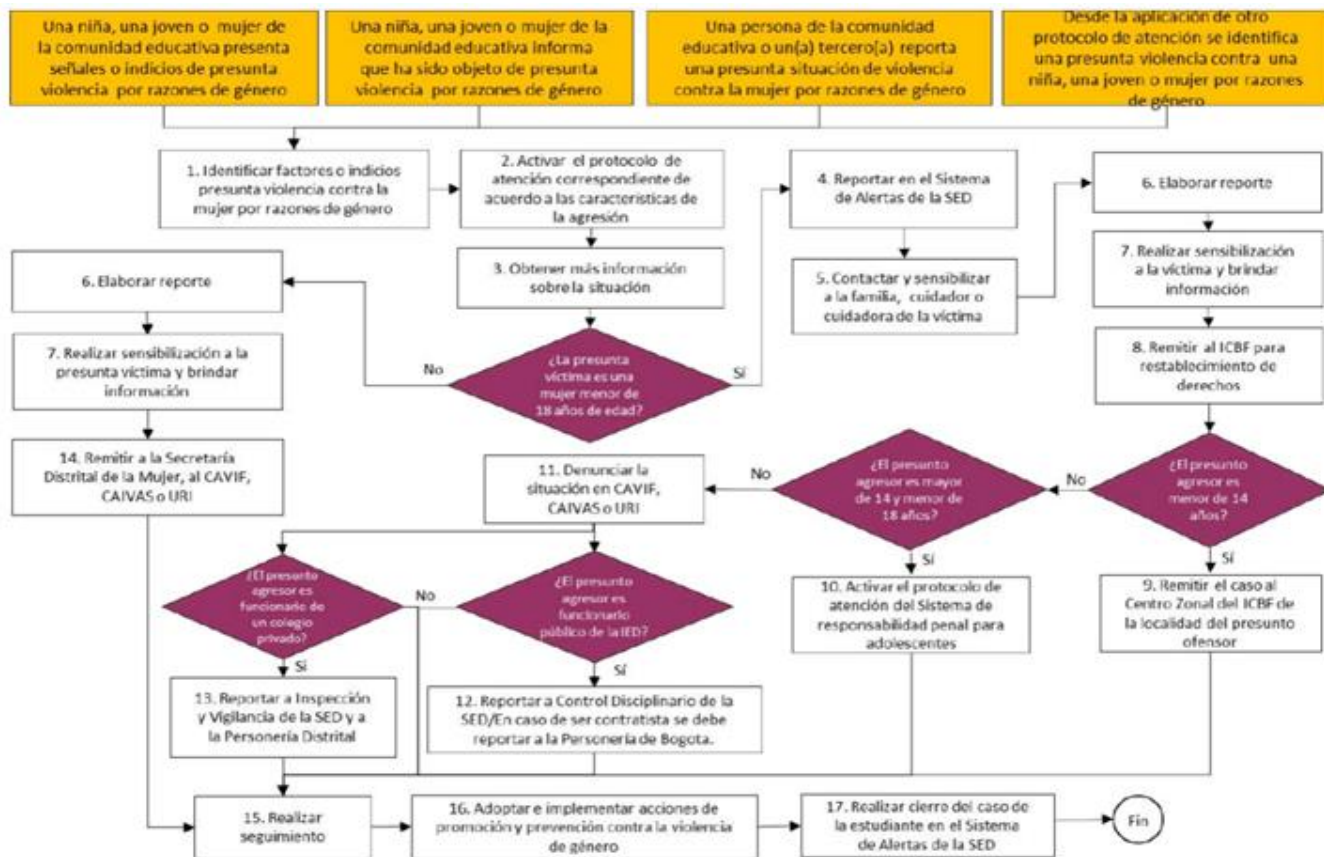 Una niña, una joven o mujer de
la comunidad educativa presenta
señales o indicios de presunta
violencia por razones de género
Una niña, una joven o mujer de la
comunidad educativa informa
que ha sido objeto de presunta
violencia por razones de género
Una persona de la comunidad
educativa o un(a) tercero[a) reporta
una presunta situación de violencia
contra la mujer por razones de género
Desde la aplicación de otro
protocolo de atención se identifica
una presunta violencia contra una
niña, una joven o mujer por razones
de género
1. Identificar factores o indicios
presunta violencia contra la
mujer por razones de género
2. Activar el protocolo de
atención correspondiente de
acuerdo a las características de
la agresión
4. Reportar en el Sistema
de Alertas de la SED
6. Elaborar reporte
3. Obtener más información
sobre la situación
5. Contactar y sensibilizar
a la familia, cuidador o
cuidadora de la víctima
7. Realizar sensibilización
a la víctima y brindar
información
6. Elaborar reporte
7. Realizar sensibilización a la
presunta víctima y brindar
información
No
¿La presunta
víctima es una
mujer menor de
18 años de edad?
Sí
8. Remitir al ICBF para
restablecimiento de
derechos
14. Remitir a la Secretaría
Distrital de la Mujer, al CAVIF,
CAIVAS o URI
11. Denunciar la
situación en CAVIF,
CAIVAS o URI
No
¿El presunto
agresor es mayor
de 14 y menor de
18 años?
No
¿El presunto
agresor es
menor de 14
años?
Sí
Sí
¿El presunto
agresor es
funcionario de
un colegio
privado?
No
¿El presunto
agresor es
funcionario
público de la IED?
10. Activar el protocolo de
atención del Sistema de
responsabilidad penal para
adolescentes
9. Remitir el caso al
Centro Zonal del ICBF de
la localidad del presunto
ofensor
Sí
Sí
13. Reportar a Inspección
y Vigilancia de la SED y a
la Personería Distrital
No
12. Reportar a Control Disciplinario de la
SED/En caso de ser contratista se debe
reportar a la Personería de Bogota.
15. Realizar
seguimiento
16. Adoptar e implementar acciones de
promoción y prevención contra la violencia
de género
17. Realizar cierre del caso de
la estudiante en el Sistema
de Alertas de la SED
Fin